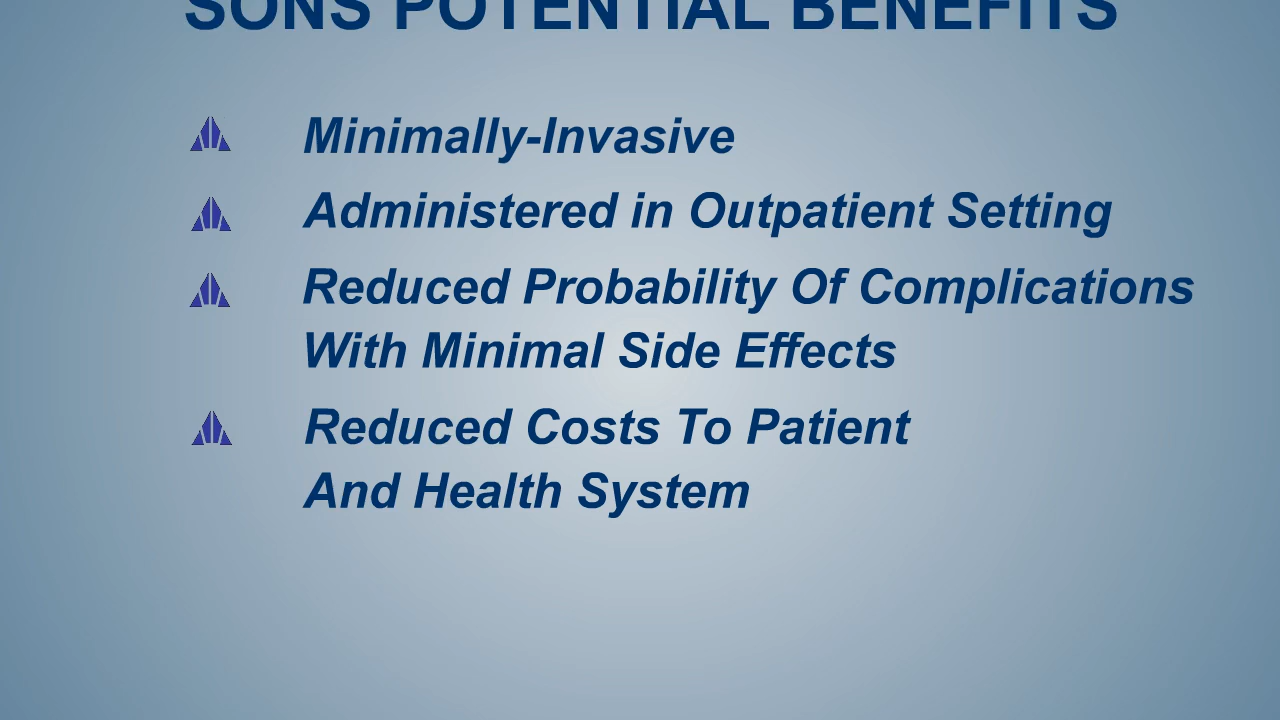 SONS POTENTIAL BENEFITS
Minimally-Invasive
Administered in Outpatient Setting
Reduced Probability Of Complications
With Minimal Side Effects
Reduced Costs To Patient
And Health System